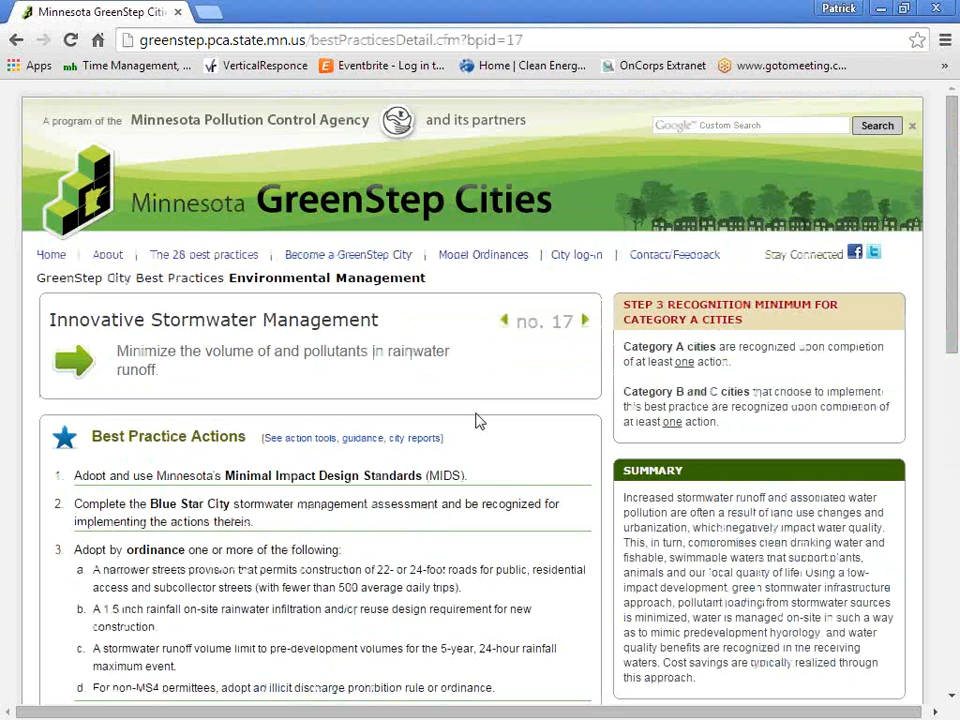 Patrick
Minnesota GreenStep Citi
greenstep.pca.state.mn.us/bestPracticesDetail.cfm?bpid=17
Apps Time Management, ... VerticalResponce Eventbrite - Log in t... Home | Clean Energ... OnCorps Extranet www.gotomeeting.c... »
A program of the Minnesota Pollution Control Agency and its partners
Google™ Custom Search Search
Minnesota GreenStep Cities
Home About The 28 best practices Become a GreenStep City Model Ordinances City log-in Contact/Feedback Stay Connected
GreenStep City Best Practices Environmental Management
Innovative Stormwater Management no. 17
Minimize the volume of and pollutants in rainwater
runoff.
Best Practice Actions [See action tools, guidance, city reports]
1. Adopt and use Minnesota's Minimal Impact Design Standards (MIDS).
2. Complete the Blue Star City stormwater management assessment and be recognized for
implementing the actions therein.
3. Adopt by ordinance one or more of the following:
a. A narrower streets provision that permits construction of 22- or 24-foot roads for public, residential
access and subcollector streets (with fewer than 500 average daily trips).
b. A 1.5 inch rainfall on-site rainwater infiltration and/or reuse design requirement for new
construction.
c. A stormwater runoff volume limit to pre-development volumes for the 5-year, 24-hour rainfall
maximum event.
d. For non-MS4 permittees, adopt an illicit discharge prohibition rule or ordinance.
STEP 3 RECOGNITION MINIMUM FOR
CATEGORY A CITIES
Category A cities are recognized upon completion
of at least one action.
Category B and C cities that choose to implement
this best practice are recognized upon completion of
at least one action.
SUMMARY
Increased stormwater runoff and associated water
pollution are often a result of land use changes and
urbanization, which negatively impact water quality.
This, in turn, compromises clean drinking water and
fishable, swimmable waters that support plants,
animals and our local quality of life. Using a low-
impact development, green stormwater infrastructure
approach, pollutant loading from stormwater sources
is minimized, water is managed on-site in such a way
as to mimic predevelopment hydrology, and water
quality benefits are recognized in the receiving
waters. Cost savings are typically realized through
this approach.